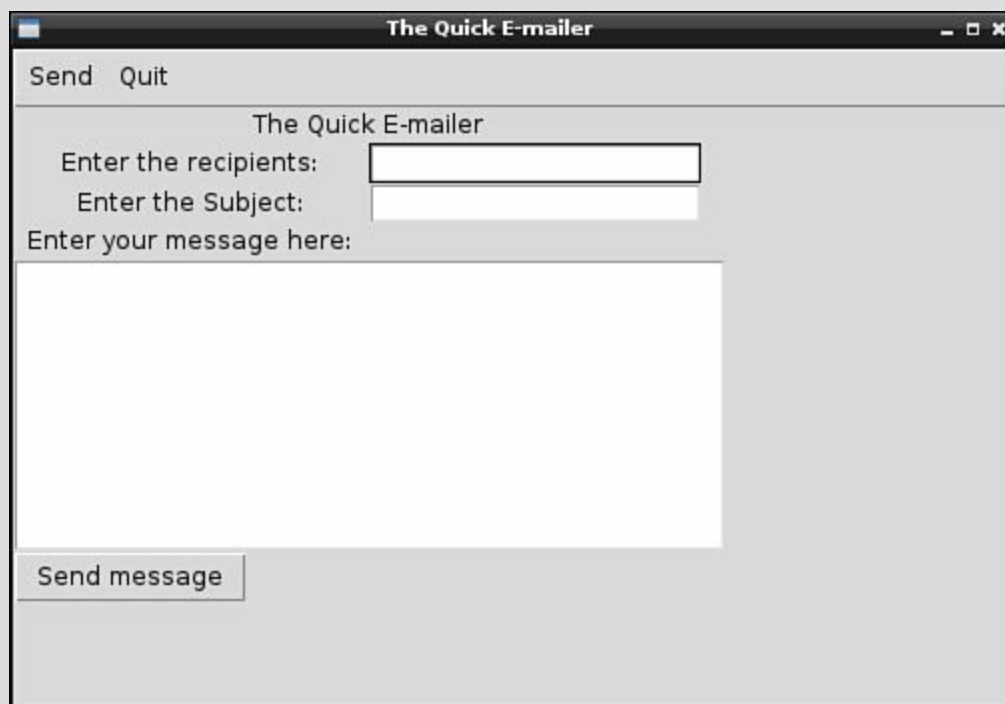 The Quick E-mailer
Send Quit
The Quick E-mailer
Enter the recipients:
Enter the Subject:
Enter your message here:
Send message